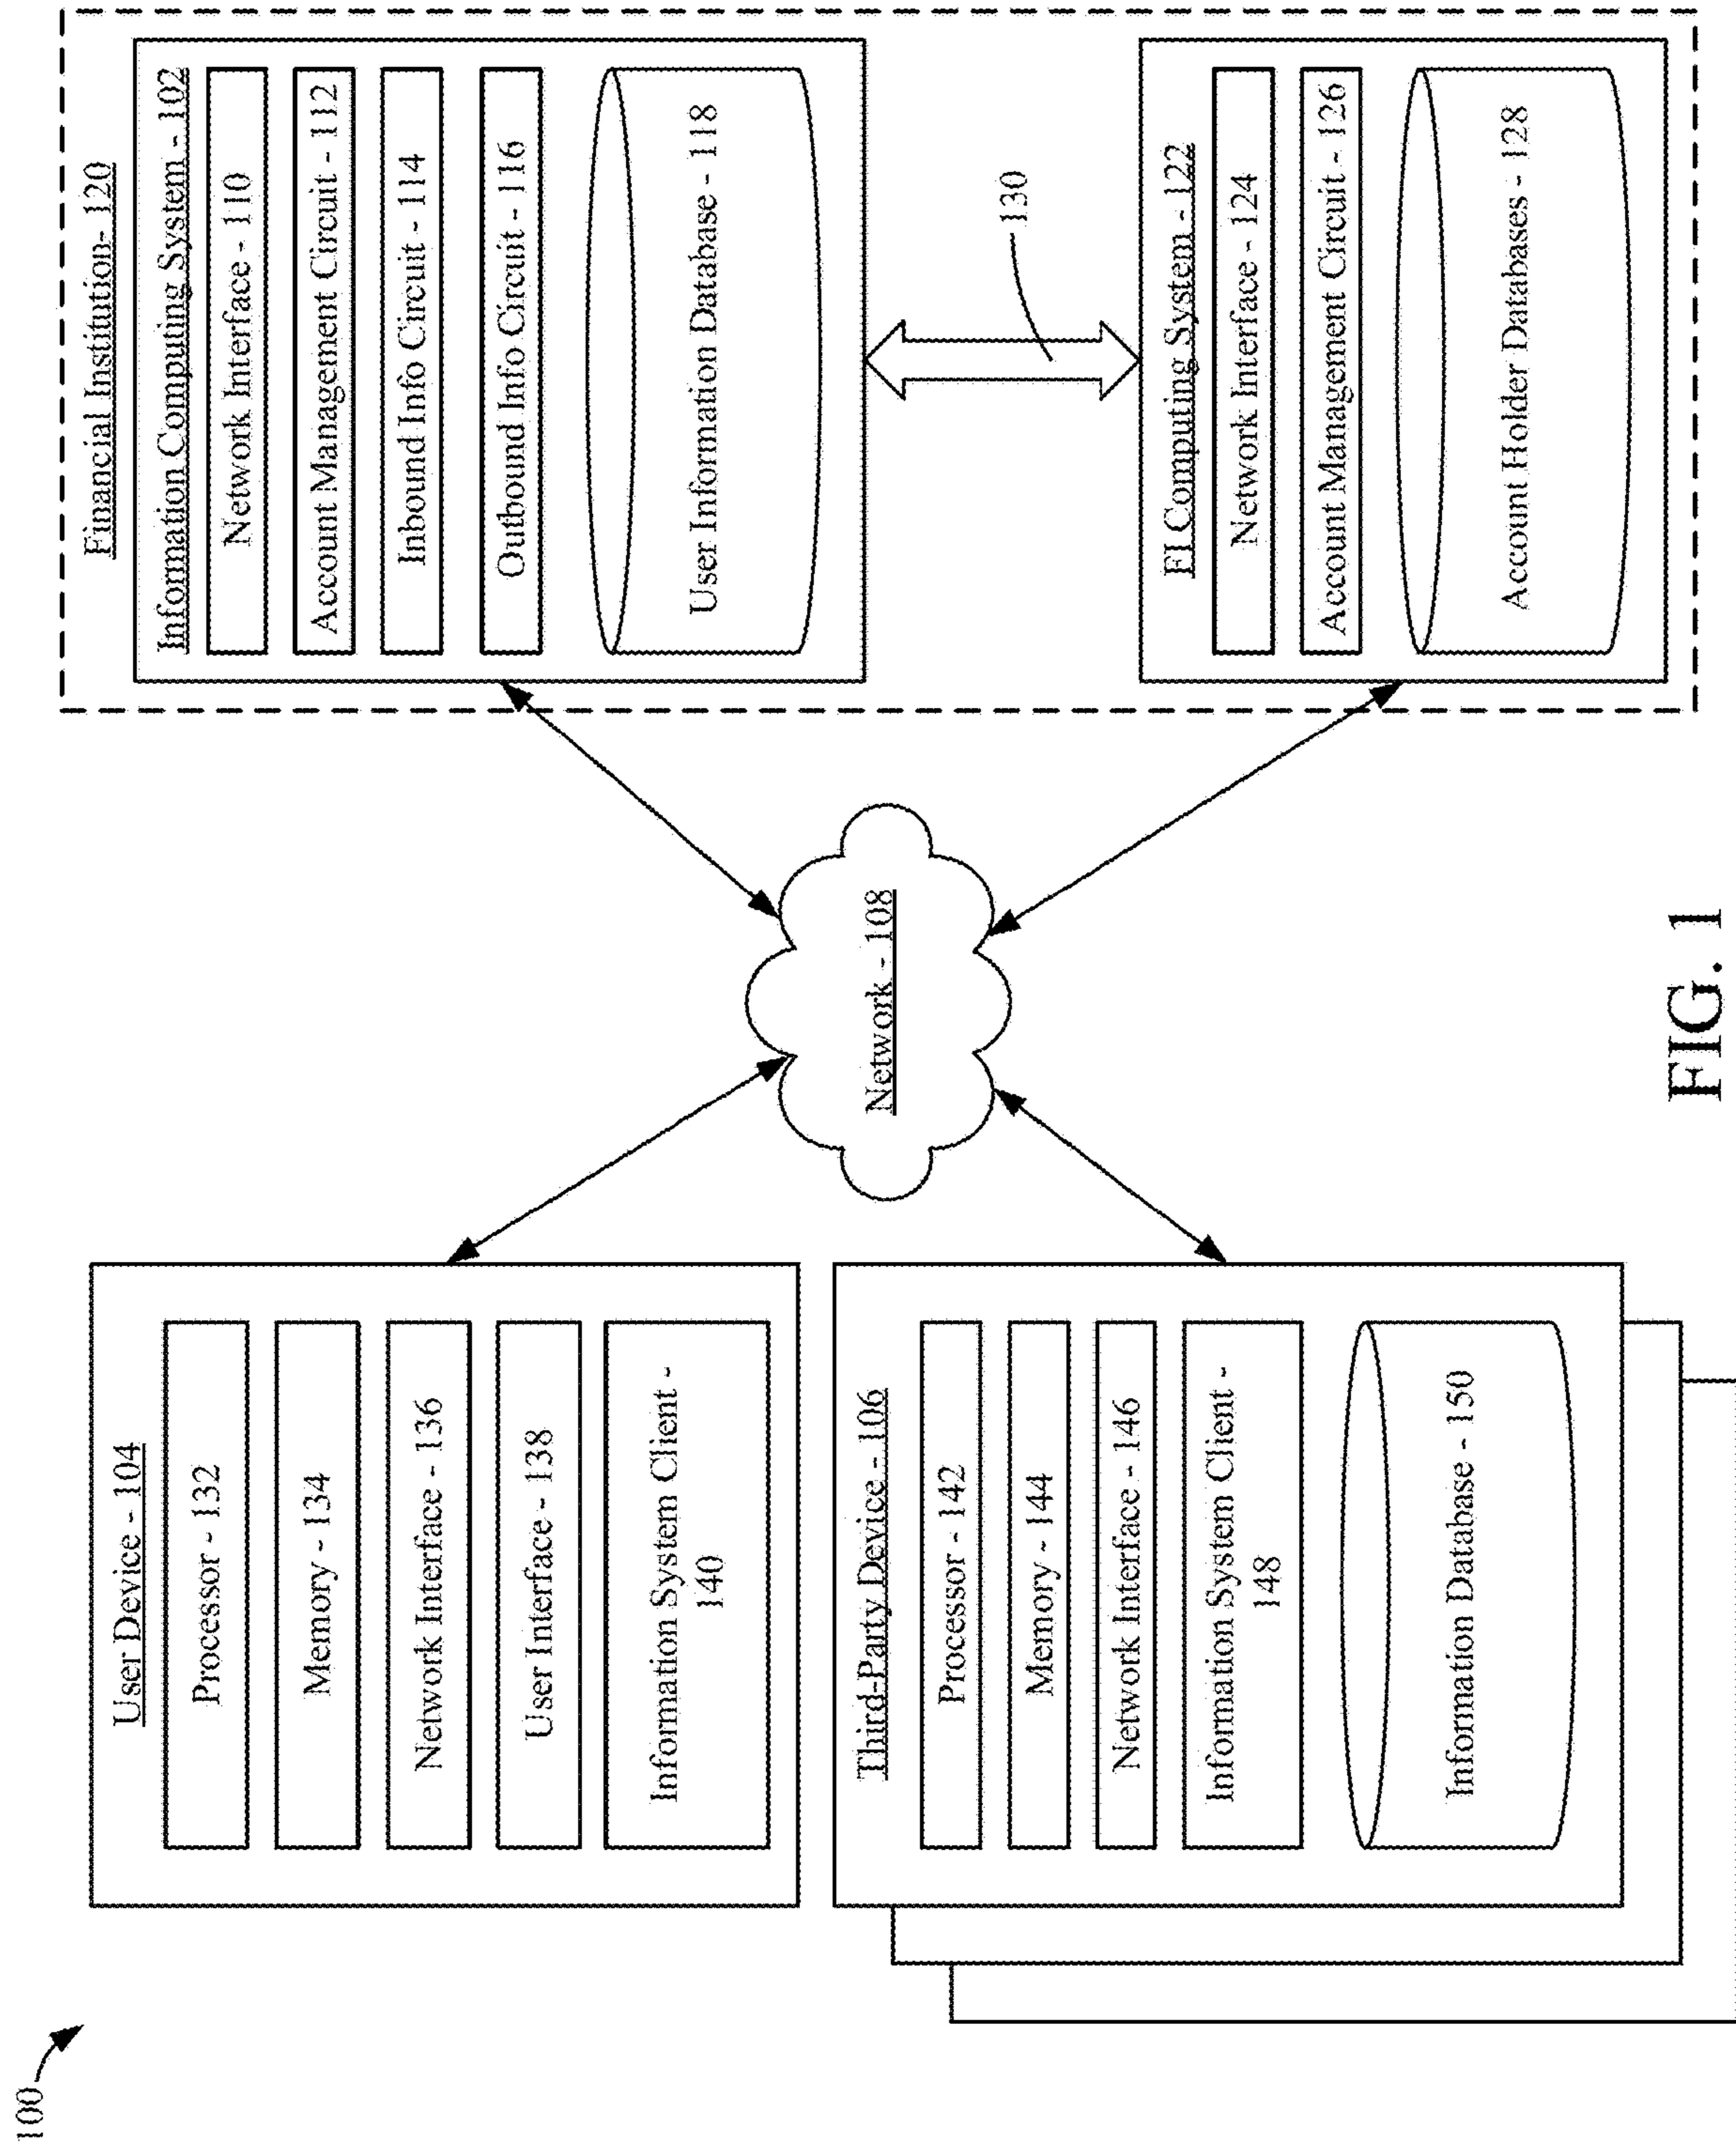 100
User Device - 104
Processor - 132
Memory - 134
Network Interface - 136
User Interface - 138
Information System Client -
140
Third-Party Device - 106
Processor - 142
Memory - 144
Network Interface - 146
Information System Client -
148
Information Database - 150
Network - 108
Financial Institution- 120
Information Computing System - 102
Network Interface - 110
Account Management Circuit - 112
Inbound Info Circuit - 114
Outbound Info Circuit - 116
User Information Database - 118
130
FI Computing System - 122
Network Interface - 124
Account Management Circuit - 126
Account Holder Databases - 128
FIG. 1